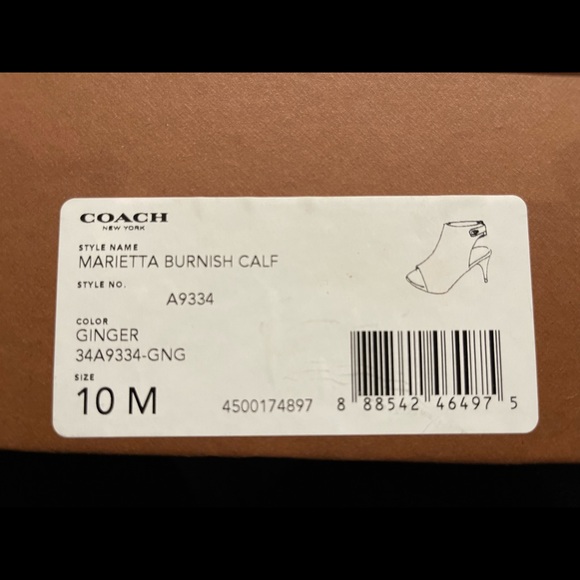 COACH
NEW YORK
STYLE NAME
MARIETTA BURNISH CALF
STYLE NO.
A9334
COLOR
GINGER
34A9334-GNG
SIZE
10 M
4500174897
8 88542 46497 5